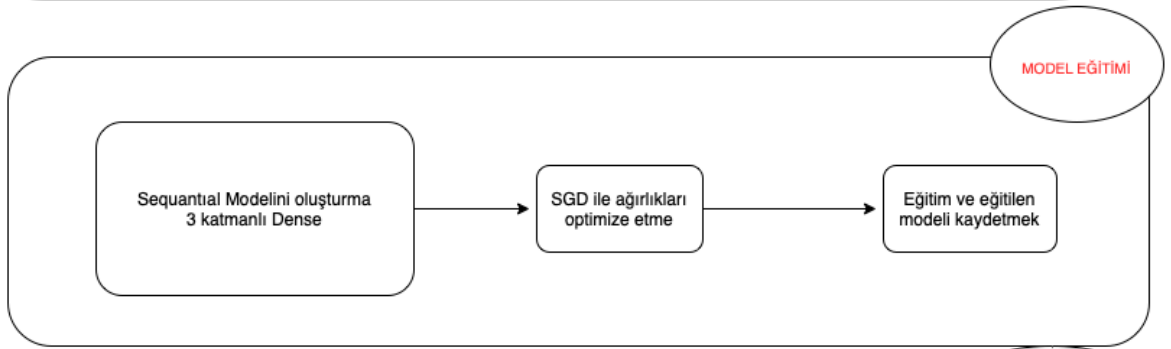 MODEL EĞİTİMİ
Sequantıal Modelini oluşturma
3 katmanlı Dense
SGD ile ağırlıkları
optimize etme
Eğitim ve eğitilen
modeli kaydetmek